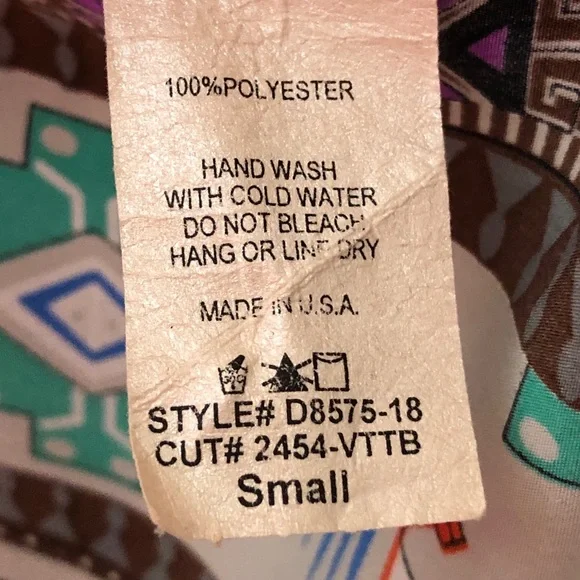 100%POLYESTER
HAND WASH
WITH COLD WATER
DO NOT BLEACH
HANG OR LINE DRY
MADE IN U.S.A.
STYLE# D8575-18
CUT# 2454-VTTB
Small